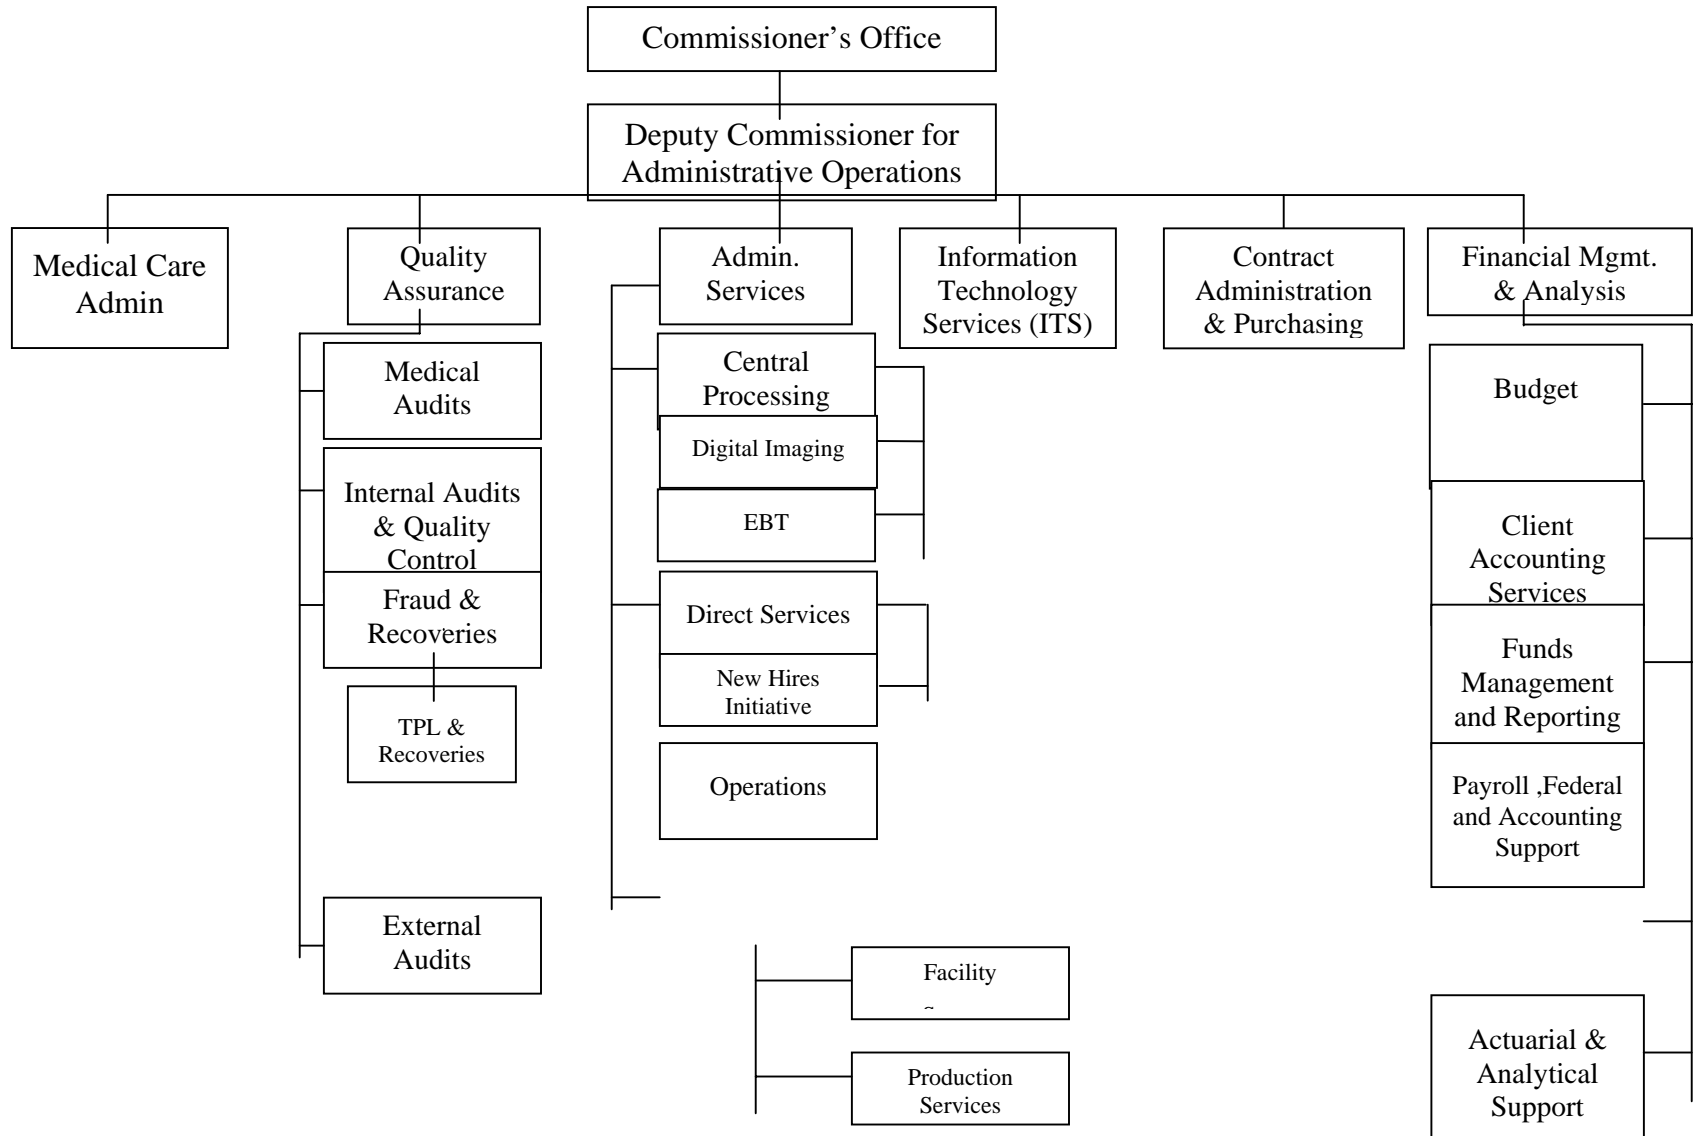 Commissioner’s Office
Deputy Commissioner for
Administrative Operations
Medical Care
Admin
Quality
Assurance
Admin.
Services
Information
Technology
Services (ITS)
Contract
Administration
& Purchasing
Financial Mgmt.
& Analysis
Medical
Audits
Internal Audits
& Quality
Control
Fraud &
Recoveries
TPL &
Recoveries
External
Audits
Central
Processing
Digital Imaging
EBT
Direct Services
New Hires
Initiative
Operations
Facility
Production
Services
Budget
Client
Accounting
Services
Funds
Management
and Reporting
Payroll ,Federal
and Accounting
Support
Actuarial &
Analytical
Support